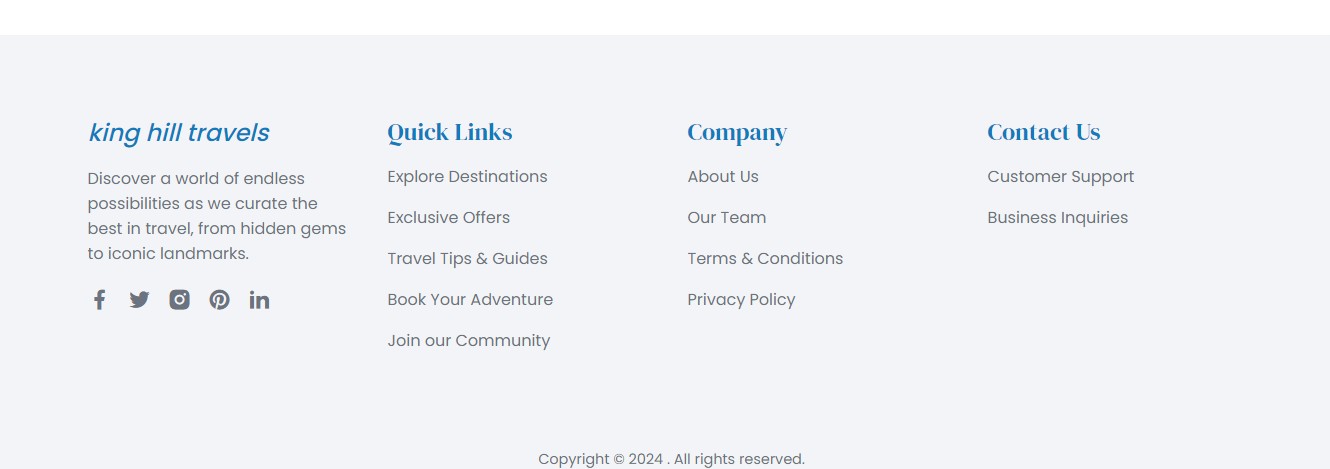 king hill travels
Discover a world of endless
possibilities as we curate the
best in travel, from hidden gems
to iconic landmarks.
Quick Links
Explore Destinations
Exclusive Offers
Travel Tips & Guides
Book Your Adventure
Join our Community
Company
About Us
Our Team
Terms & Conditions
Privacy Policy
Contact Us
Customer Support
Business Inquiries
Copyright © 2024 . All rights reserved.